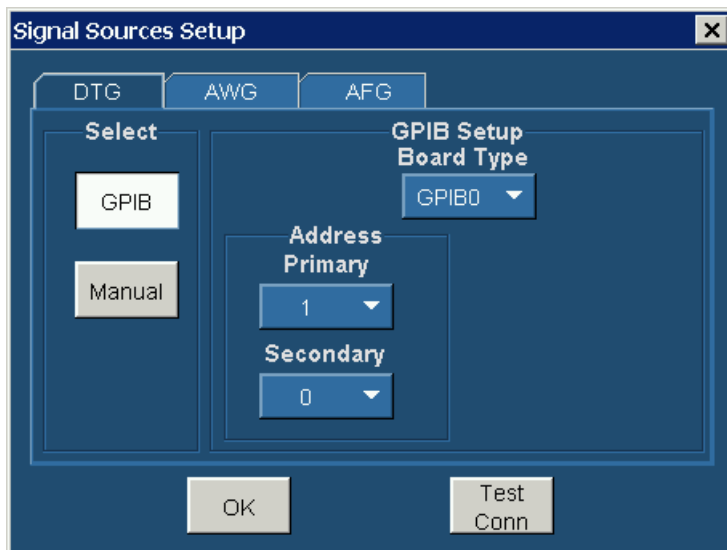 Signal Sources Setup
DTG
AWG
AFG
Select
GPIB
Manual
GPIB Setup
Board Type
GPIB0
Address
Primary
1
Secondary
0
OK
Test
Conn